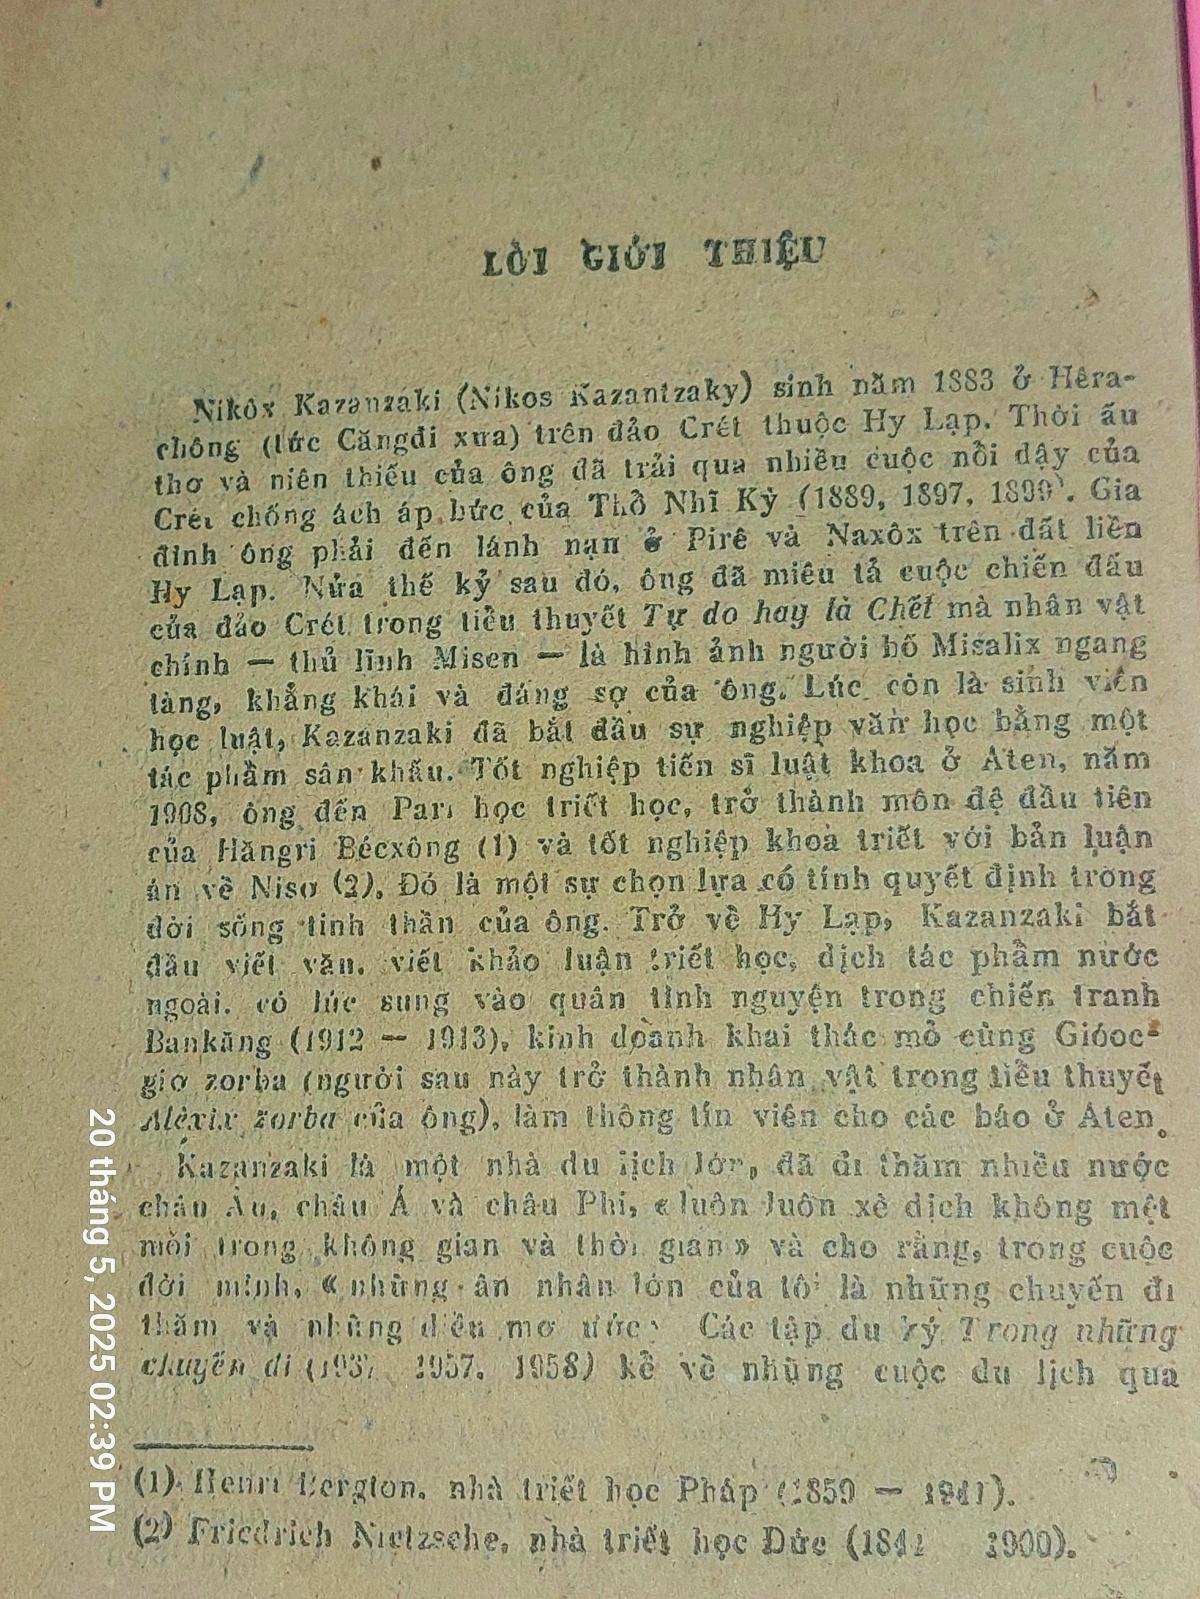 LỜI GIỚI THIỆU
Nikôx Kazanzaki (Nikos Kazantzaky) sinh năm 1883 ở Hêra-
chông (tức Căngđi xưa) trên đảo Crét thuộc Hy Lạp. Thời ấu
thơ và niên thiếu của ông đã trải qua nhiều cuộc nổi dậy của
Crét chống ách áp bức của Thổ Nhĩ Kỳ (1889, 1897, 1899). Gia
đình ông phải đến lánh nạn ở Pirê và Naxôx trên đất liền
Hy Lạp. Nửa thế kỷ sau đó, ông đã miêu tả cuộc chiến đấu
của đảo Crét trong tiểu thuyết Tự do hay là Chết mà nhân vật
chính — thủ lĩnh Misen — là hình ảnh người bố Misalix ngang
tàng, khẳng khái và đáng sợ của ông. Lúc còn là sinh viên
học luật, Kazanzaki đã bắt đầu sự nghiệp văn học bằng một
tác phẩm sân khấu. Tốt nghiệp tiến sĩ luật khoa ở Aten, năm
1908, ông đến Pari học triết học, trở thành môn đệ đầu tiên
của Hăngri Bécxông (1) và tốt nghiệp khoa triết với bản luận
án về Nisơ (2). Đó là một sự chọn lựa có tính quyết định trong
đời sống tinh thần của ông. Trở về Hy Lạp, Kazanzaki bắt
đầu viết văn, viết khảo luận triết học, dịch tác phẩm nước
ngoài, có lúc sung vào quân tình nguyện trong chiến tranh
Bankăng (1912 — 1913), kinh doanh khai thác mỏ cùng Gióoc-
giơ zorba (người sau này trở thành nhân vật trong tiểu thuyết
Alêxix zorba của ông), làm thông tín viên cho các báo ở Aten.
Kazanzaki là một nhà du lịch lớn, đã đi thăm nhiều nước
châu Âu, châu Á và châu Phi, « luôn luôn xê dịch không mệt
mỏi trong không gian và thời gian » và cho rằng, trong cuộc
đời mình, « những ân nhân lớn của tôi là những chuyến đi
thăm và những điều mơ ước». Các tập du ký Trong những
chuyến đi ( 1957, 1958) kể về những cuộc du lịch qua
(1) Henri Bergton, nhà triết học Pháp (1859 — 1941).
(2) Friedrich Nietzsche, nhà triết học Đức ( 1900).
20 tháng 5, 2025 02:39 PM